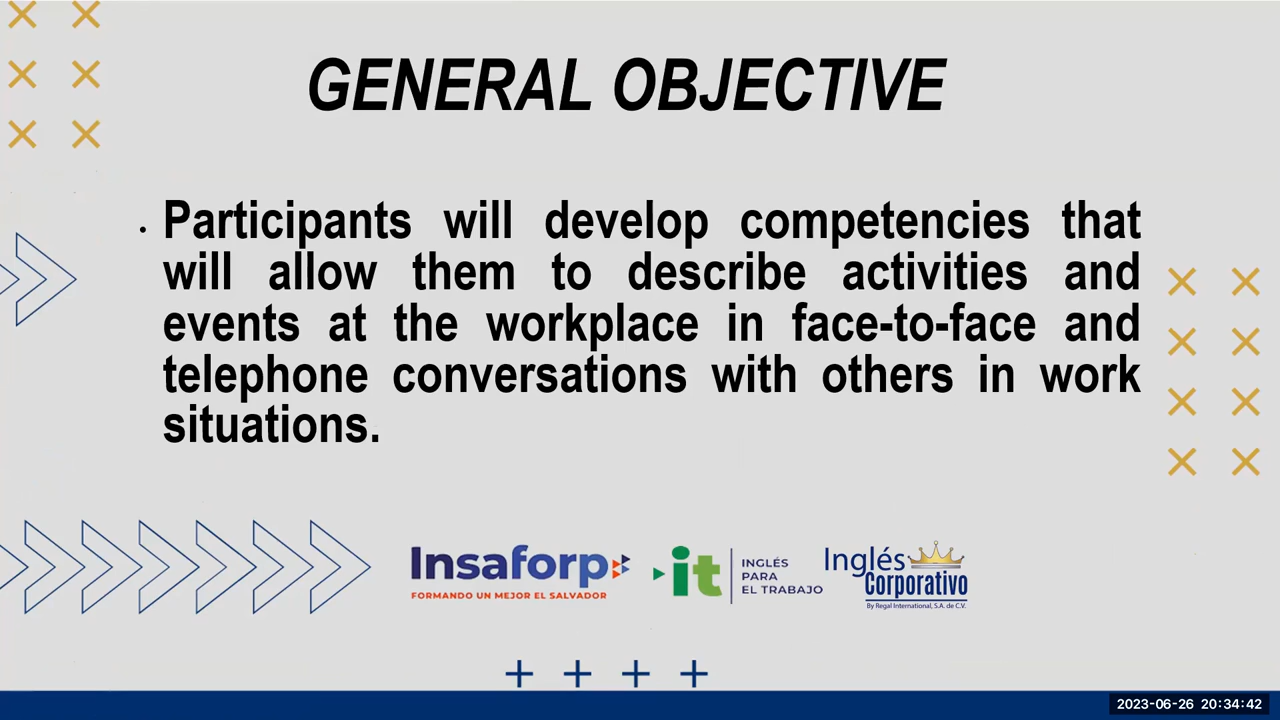 GENERAL OBJECTIVE
• Participants will develop competencies that
will allow them to describe activities and
events at the workplace in face-to-face and
telephone conversations with others in work
situations.
Insaforp
FORMANDO UN MEJOR EL SALVADOR
it
INGLÉS
PARA
EL TRABAJO
Inglés
Corporativo
By Regal International, S.A. de C.V.
2023-06-26 20:34:42